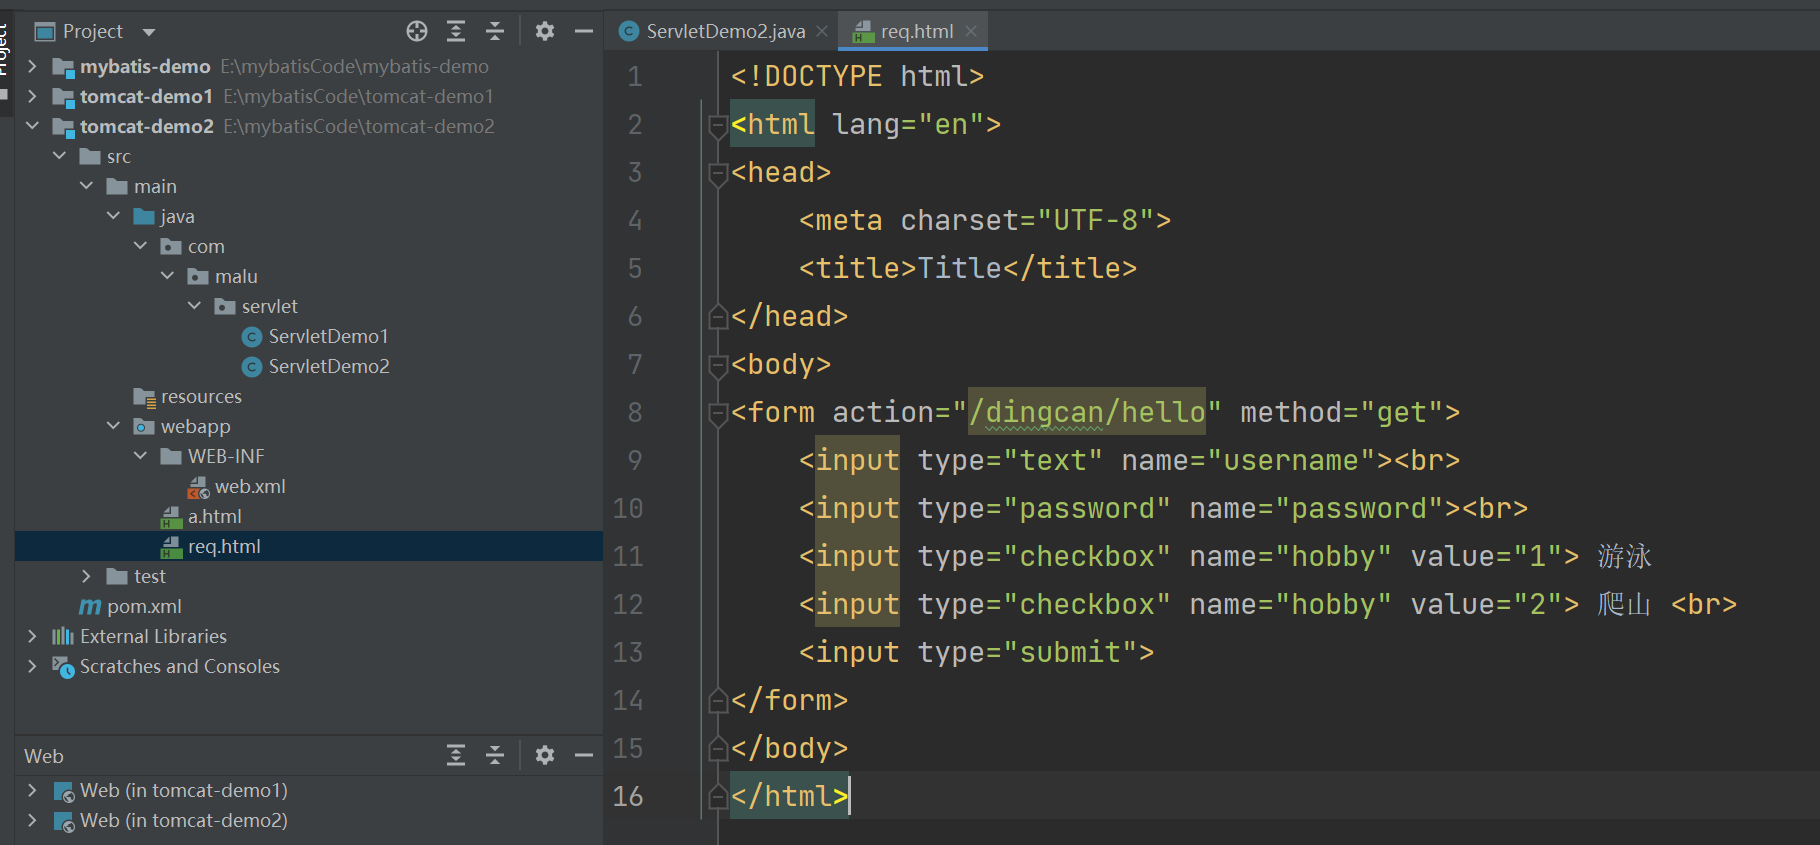 Project
Project
mybatis-demo E:\mybatisCode\mybatis-demo
tomcat-demo1 E:\mybatisCode\tomcat-demo1
tomcat-demo2 E:\mybatisCode\tomcat-demo2
src
main
java
com
malu
servlet
ServletDemo1
ServletDemo2
resources
webapp
WEB-INF
web.xml
a.html
req.html
test
pom.xml
External Libraries
Scratches and Consoles
Web
Web (in tomcat-demo1)
Web (in tomcat-demo2)
ServletDemo2.java req.html
1 <!DOCTYPE html>
2 <html lang="en">
3 <head>
4 <meta charset="UTF-8">
5 <title>Title</title>
6 </head>
7 <body>
8 <form action="/dingcan/hello" method="get">
9 <input type="text" name="username"><br>
10 <input type="password" name="password"><br>
11 <input type="checkbox" name="hobby" value="1"> 游泳
12 <input type="checkbox" name="hobby" value="2"> 爬山 <br>
13 <input type="submit">
14 </form>
15 </body>
16 </html>